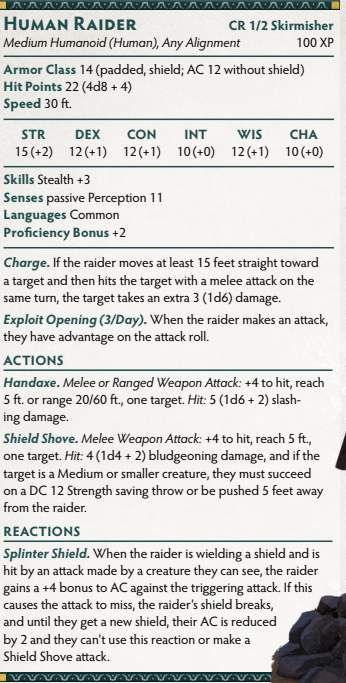 HUMAN RAIDER CR 1/2 SKIRMISHER
Medium Humanoid (Human), Any Alignment 100 XP
Armor Class 14 (padded, shield; AC 12 without shield)
Hit Points 22 (4d8 + 4)
Speed 30 ft.
STR DEX CON INT WIS CHA
15 (+2) 12 (+1) 12 (+1) 10 (+0) 12 (+1) 10 (+0)
Skills Stealth +3
Senses passive Perception 11
Languages Common
Proficiency Bonus +2
Charge. If the raider moves at least 15 feet straight toward
a target and then hits the target with a melee attack on the
same turn, the target takes an extra 3 (1d6) damage.
Exploit Opening (3/Day). When the raider makes an attack,
they have advantage on the attack roll.
ACTIONS
Handaxe. Melee or Ranged Weapon Attack: +4 to hit, reach
5 ft. or range 20/60 ft., one target. Hit: 5 (1d6 + 2) slash-
ing damage.
Shield Shove. Melee Weapon Attack: +4 to hit, reach 5 ft.,
one target. Hit: 4 (1d4 + 2) bludgeoning damage, and if the
target is a Medium or smaller creature, they must succeed
on a DC 12 Strength saving throw or be pushed 5 feet away
from the raider.
REACTIONS
Splinter Shield. When the raider is wielding a shield and is
hit by an attack made by a creature they can see, the raider
gains a +4 bonus to AC against the triggering attack. If this
causes the attack to miss, the raider's shield breaks,
and until they get a new shield, their AC is reduced
by 2 and they can't use this reaction or make a
Shield Shove attack.